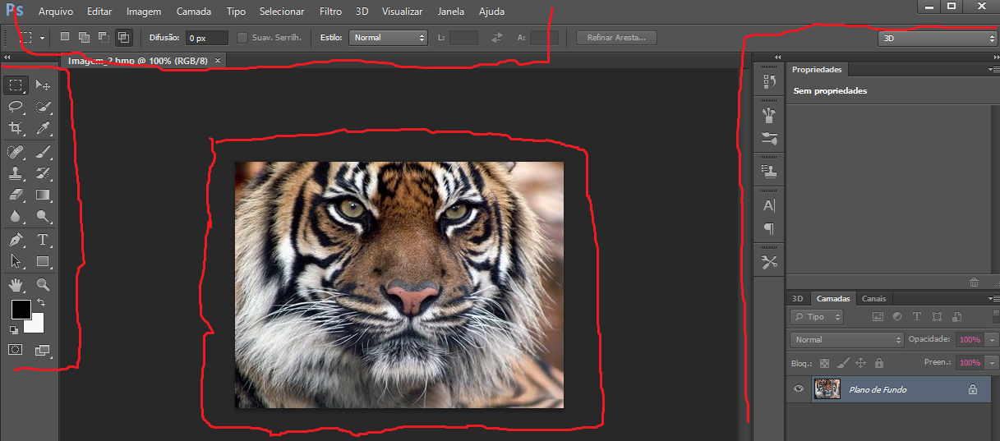 Ps Arquivo Editar Imagem Camada Tipo Selecionar Filtro 3D Visualizar Janela Ajuda
Difusão: 0 px Suav. Serrilh. Estilo: Normal L: A: Refinar Aresta... 3D
Imagem_2.bmp @ 100% (RGB/8) ×
Propriedades
Sem propriedades
3D Camadas Canais
Tipo
Normal Opacidade: 100%
Bloq.: Preen.: 100%
Plano de Fundo